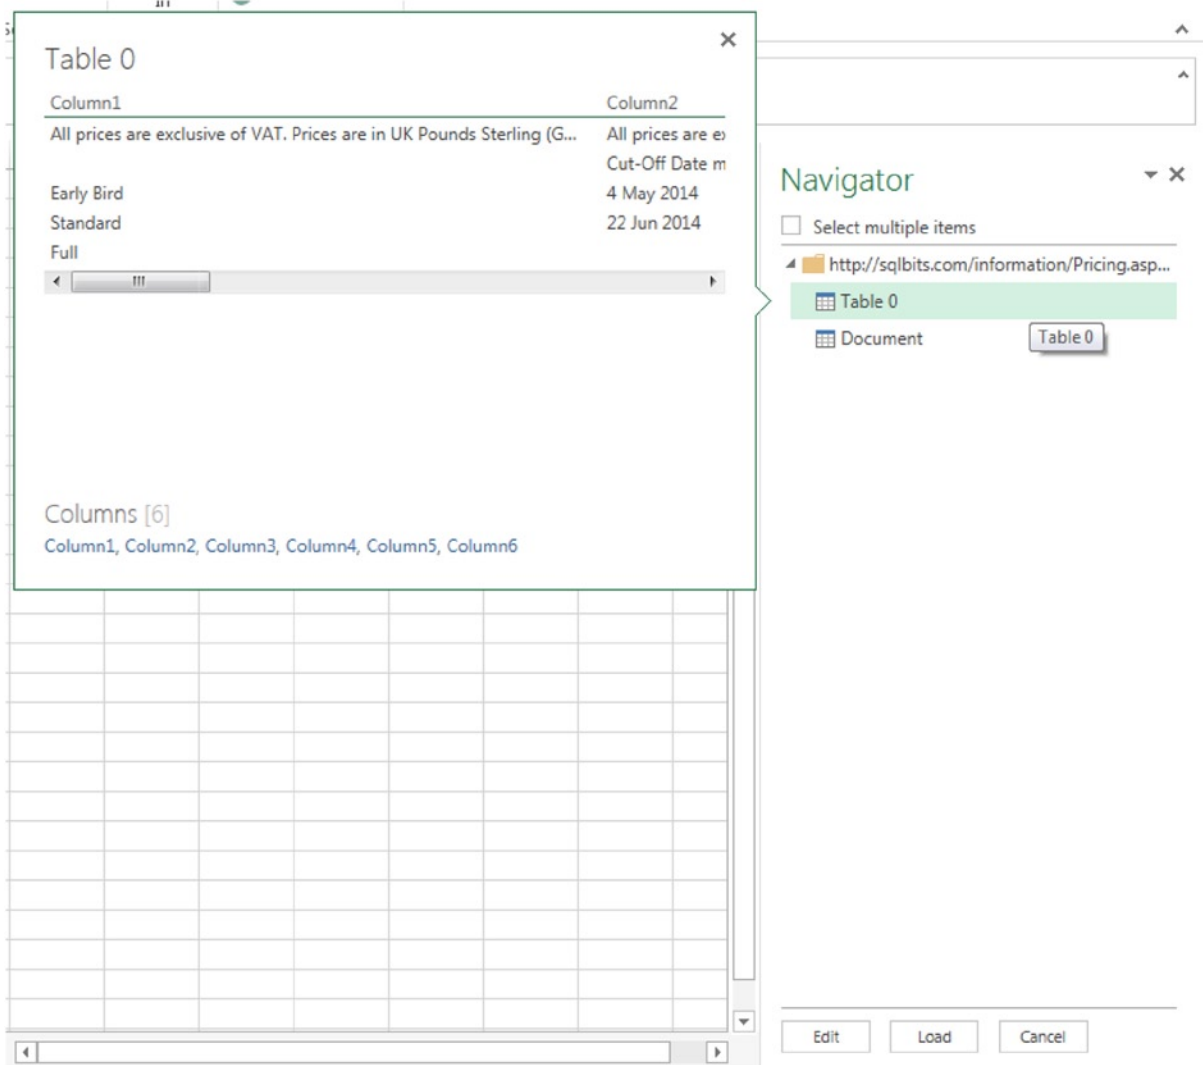 Table 0
Column1 Column2
All prices are exclusive of VAT. Prices are in UK Pounds Sterling (G... All prices are ex
Cut-Off Date m
Early Bird 4 May 2014
Standard 22 Jun 2014
Full
Columns [6]
Column1, Column2, Column3, Column4, Column5, Column6
Navigator
Select multiple items
http://sqlbits.com/information/Pricing.asp...
Table 0
Document
Table 0
Edit Load Cancel